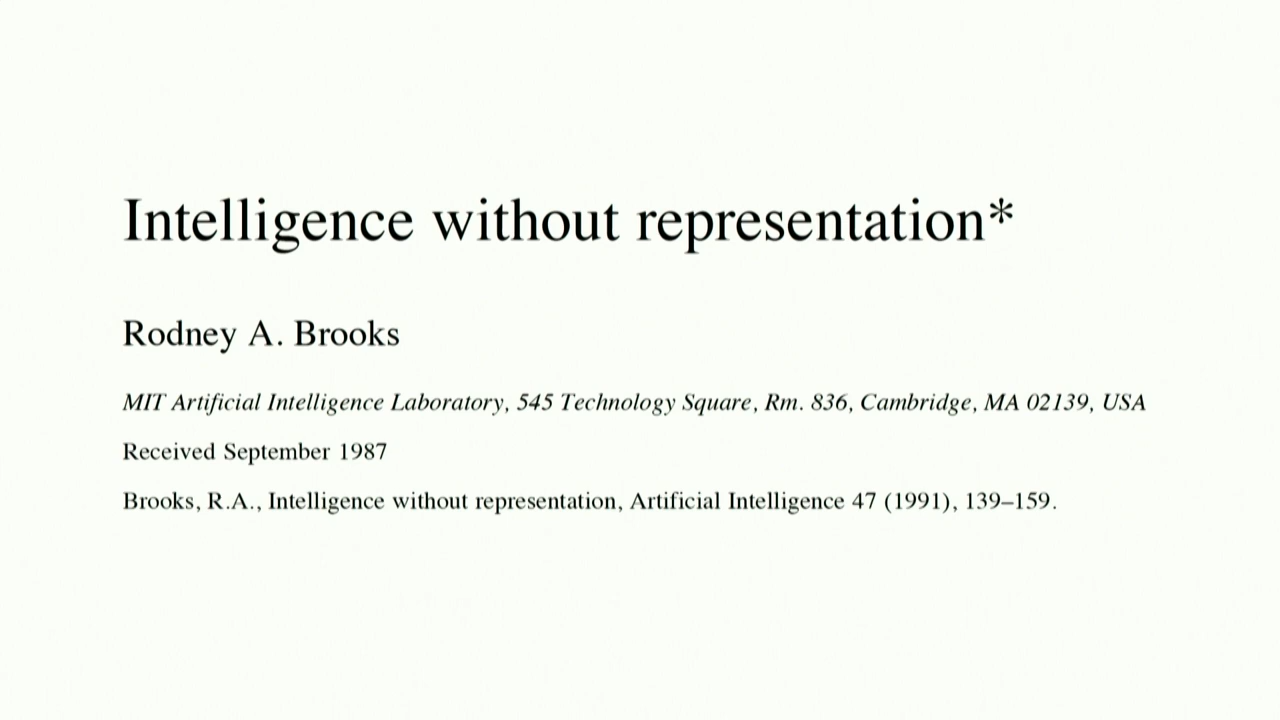 Intelligence without representation*
Rodney A. Brooks
MIT Artificial Intelligence Laboratory, 545 Technology Square, Rm. 836, Cambridge, MA 02139, USA
Received September 1987
Brooks, R.A., Intelligence without representation, Artificial Intelligence 47 (1991), 139–159.